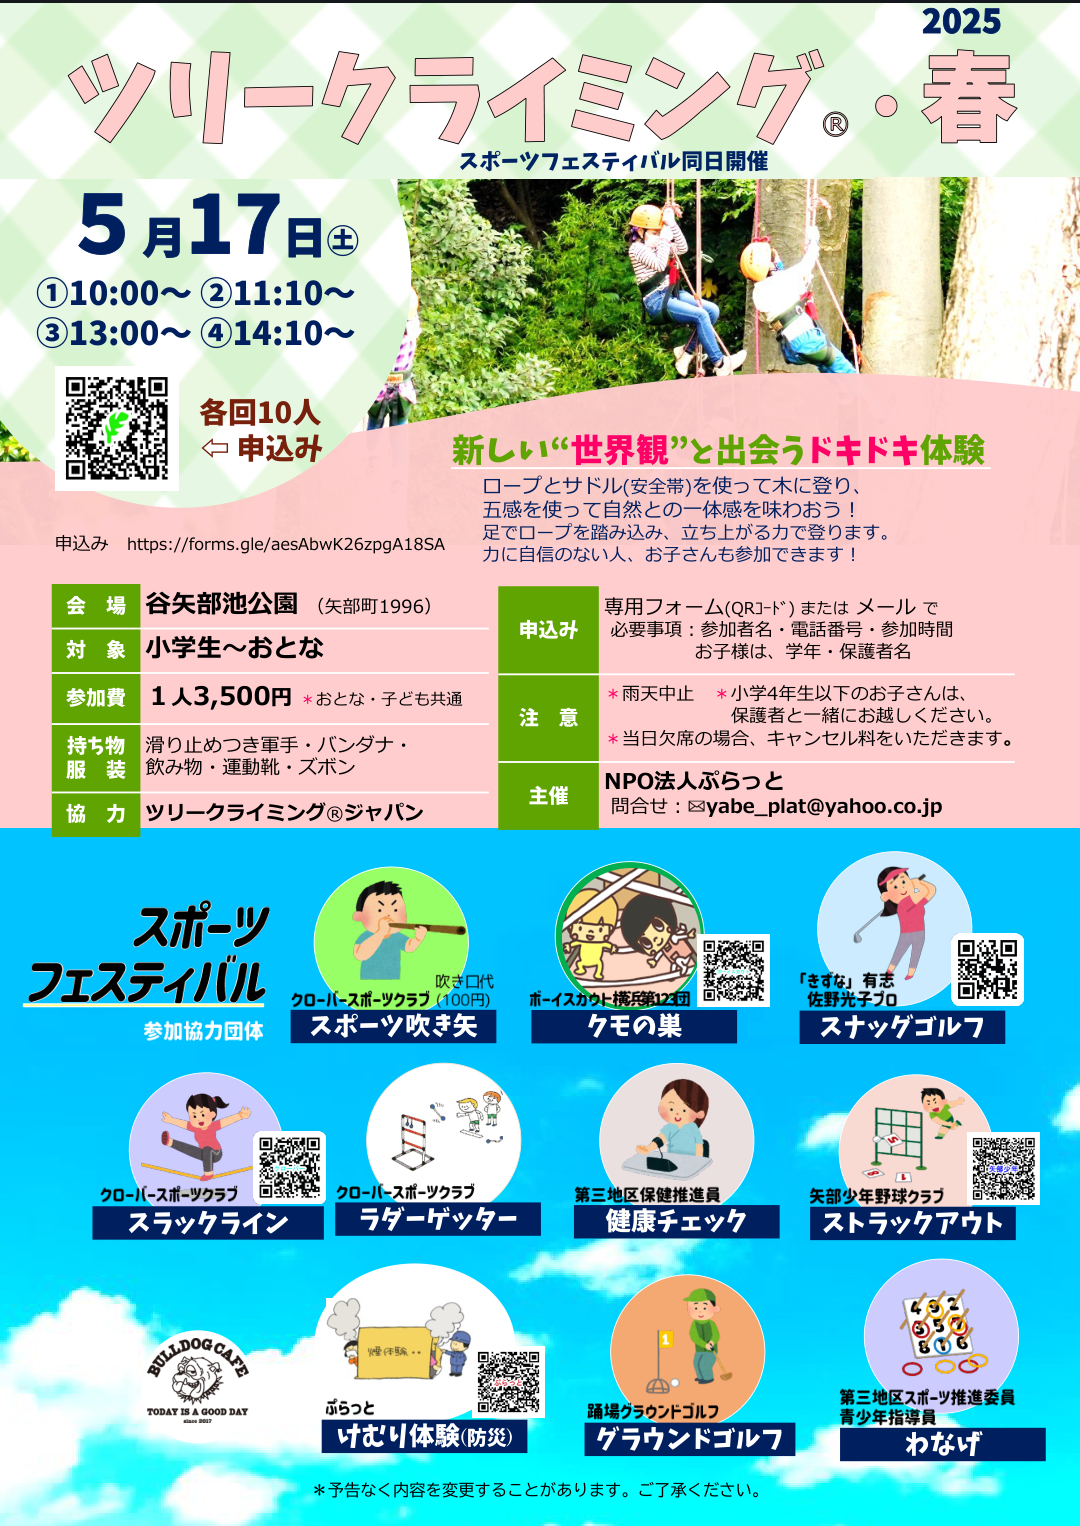 2025
ツリークライミング®・春
スポーツフェスティバル同日開催
5月17日㊏
①10:00～ ②11:10～
③13:00～ ④14:10～
各回10人
⇦ 申込み
申込み　https://forms.gle/aesAbwK26zpgA18SA
新しい“世界観”と出会うドキドキ体験
ロープとサドル(安全帯)を使って木に登り、
五感を使って自然との一体感を味わおう！
足でロープを踏み込み、立ち上がる力で登ります。
力に自信のない人、お子さんも参加できます！
会　場　谷矢部池公園　（矢部町1996）
対　象　小学生～おとな
参加費　１人3,500円　＊おとな・子ども共通
持ち物　滑り止めつき軍手・バンダナ・
服　装　飲み物・運動靴・ズボン
協　力　ツリークライミング®ジャパン
申込み
専用フォーム(QRｺｰﾄﾞ) または メール で
必要事項：参加者名・電話番号・参加時間
お子様は、学年・保護者名
注　意
＊雨天中止　＊小学4年生以下のお子さんは、
保護者と一緒にお越しください。
＊当日欠席の場合、キャンセル料をいただきます。
主催
NPO法人ぷらっと
問合せ：✉yabe_plat@yahoo.co.jp
スポーツ
フェスティバル
参加協力団体
吹き口代
クローバースポーツクラブ (100円)
スポーツ吹き矢
ボーイスカウト横浜第123団
クモの巣
「きずな」有志
佐野光子プロ
スナッグゴルフ
クローバースポーツクラブ
スラックライン
クローバースポーツクラブ
ラダーゲッター
第三地区保健推進員
健康チェック
5
1
矢部少年
矢部少年野球クラブ
ストラックアウト
BULLDOG CAFE
TODAY IS A GOOD DAY
since 2017
煙体験・・
ぷらっと
ぷらっと
けむり体験(防災)
1
踊場グラウンドゴルフ
グラウンドゴルフ
4 9 2
3 5 7
8 1 6
第三地区スポーツ推進委員
青少年指導員
わなげ
＊予告なく内容を変更することがあります。ご了承ください。